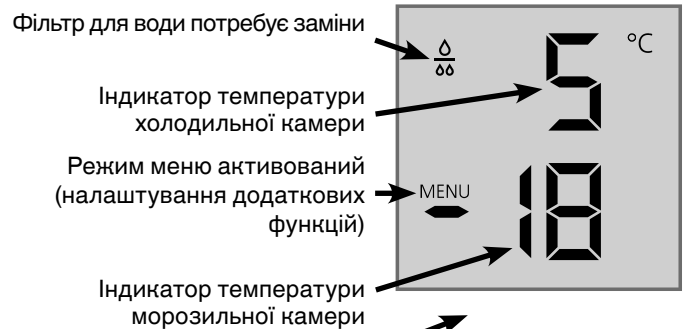 Фільтр для води потребує заміни
Індикатор температури
холодильної камери
Режим меню активований
(налаштування додаткових
функцій)
Індикатор температури
морозильної камери
5 °C
MENU
-18